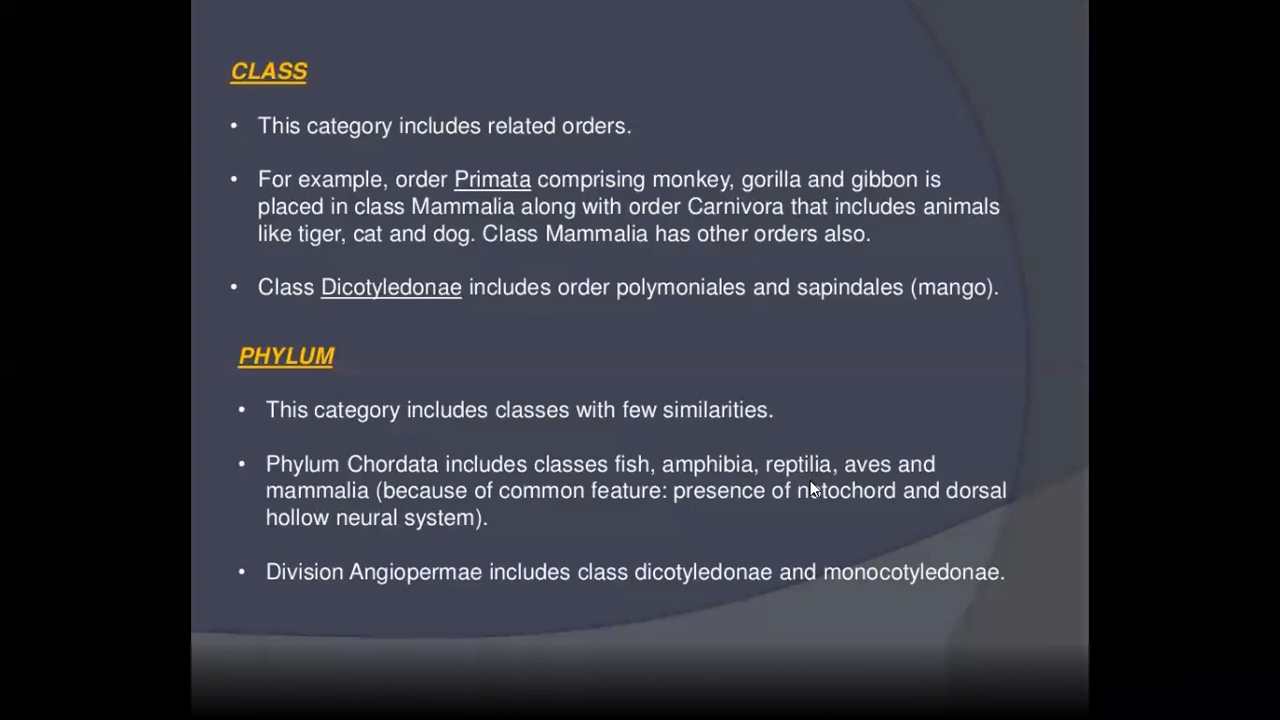 CLASS
• This category includes related orders.
• For example, order Primata comprising monkey, gorilla and gibbon is
placed in class Mammalia along with order Carnivora that includes animals
like tiger, cat and dog. Class Mammalia has other orders also.
• Class Dicotyledonae includes order polymoniales and sapindales (mango).
PHYLUM
• This category includes classes with few similarities.
• Phylum Chordata includes classes fish, amphibia, reptilia, aves and
mammalia (because of common feature: presence of notochord and dorsal
hollow neural system).
• Division Angiopermae includes class dicotyledonae and monocotyledonae.